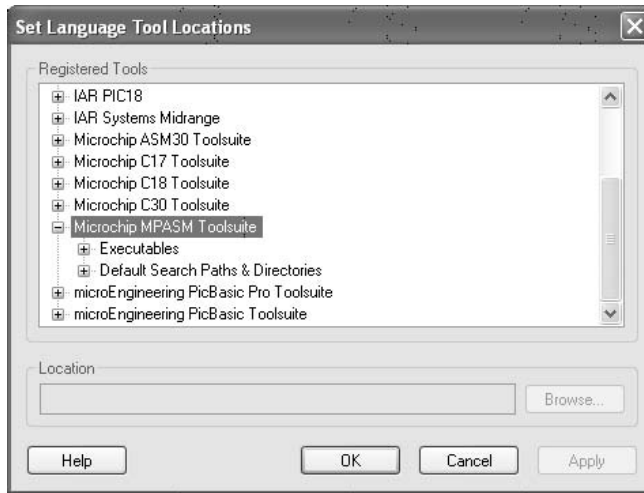 Set Language Tool Locations
Registered Tools
IAR PIC18
IAR Systems Midrange
Microchip ASM30 Toolsuite
Microchip C17 Toolsuite
Microchip C18 Toolsuite
Microchip C30 Toolsuite
Microchip MPASM Toolsuite
Executables
Default Search Paths & Directories
microEngineering PicBasic Pro Toolsuite
microEngineering PicBasic Toolsuite
Location
Browse...
Help
OK
Cancel
Apply